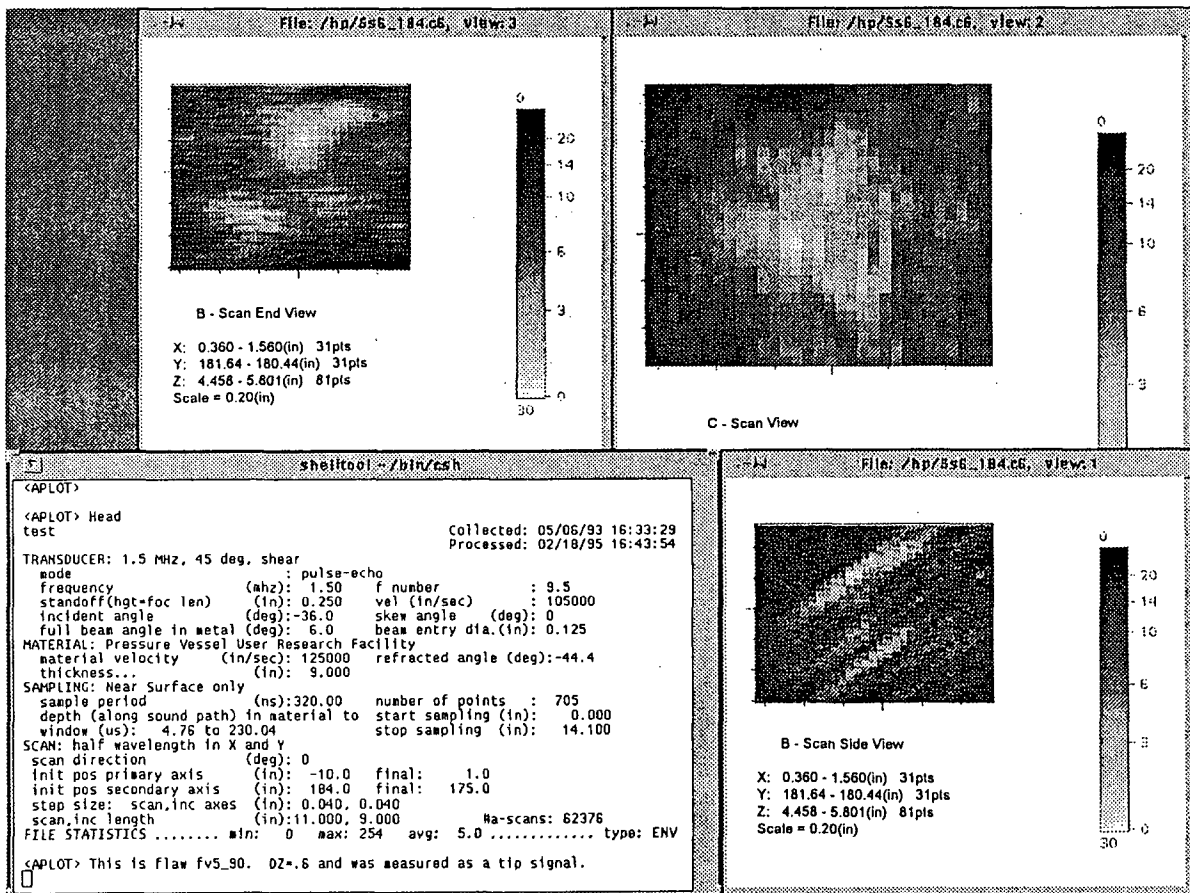 File: /hp/5s6_184.c6, view:3
0
20
14
10
6
3
0
30
B - Scan End View
X: 0.360 - 1.560(in) 31pts
Y: 181.64 - 180.44(in) 31pts
Z: 4.458 - 5.801(in) 81pts
Scale = 0.20(in)
File: /hp/5s6_184.c6, view:2
0
20
14
10
6
3
C - Scan View
shelltool - /bin/csh
<APLOT>
<APLOT> Head
test Collected: 05/06/93 16:33:29
Processed: 02/18/95 16:43:54
TRANSDUCER: 1.5 MHz, 45 deg, shear
mode : pulse-echo
frequency (mhz): 1.50 f number : 9.5
standoff(hgt-foc len) (in): 0.250 vel (in/sec) : 105000
incident angle (deg):-36.0 skew angle (deg): 0
full beam angle in metal (deg): 6.0 beam entry dia.(in): 0.125
MATERIAL: Pressure Vessel User Research Facility
material velocity (in/sec): 125000 refracted angle (deg):-44.4
thickness... (in): 9.000
SAMPLING: Near Surface only
sample period (ns):320.00 number of points : 705
depth (along sound path) in material to start sampling (in): 0.000
window (us): 4.76 to 230.04 stop sampling (in): 14.100
SCAN: half wavelength in X and Y
scan direction (deg): 0
init pos primary axis (in): -10.0 final: 1.0
init pos secondary axis (in): 184.0 final: 175.0
step size: scan,inc axes (in): 0.040, 0.040
scan,inc length (in):11.000, 9.000 #a-scans: 62376
FILE STATISTICS ........ min: 0 max: 254 avg: 5.0 ............. type: ENV
<APLOT> This is flaw fv5_90. DZ=.6 and was measured as a tip signal.
File: /hp/5s6_184.c6, view:1
0
20
14
10
6
3
0
30
B - Scan Side View
X: 0.360 - 1.560(in) 31pts
Y: 181.64 - 180.44(in) 31pts
Z: 4.458 - 5.801(in) 81pts
Scale = 0.20(in)